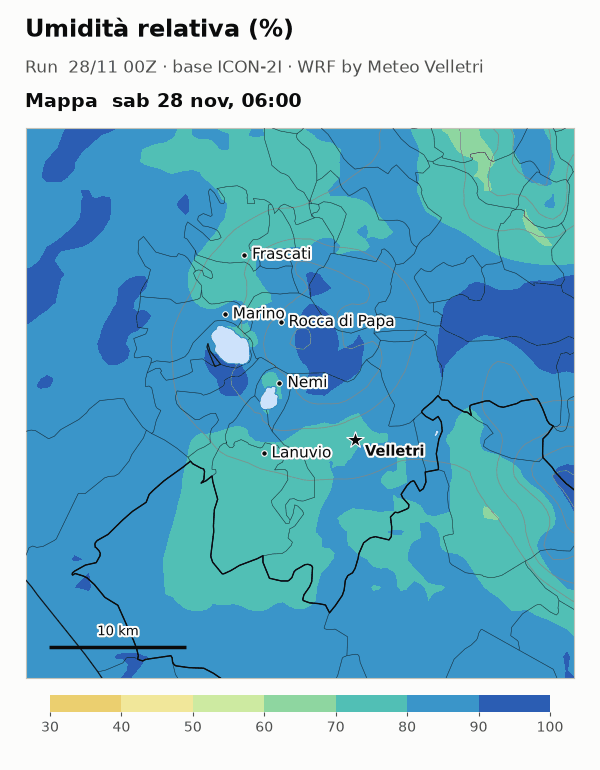 Umidità relativa (%)
Run 28/11 00Z · base ICON-2I · WRF by Meteo Velletri
Mappa sab 28 nov, 06:00
Frascati
Marino
Rocca di Papa
Nemi
Velletri
Lanuvio
10 km
30 40 50 60 70 80 90 100